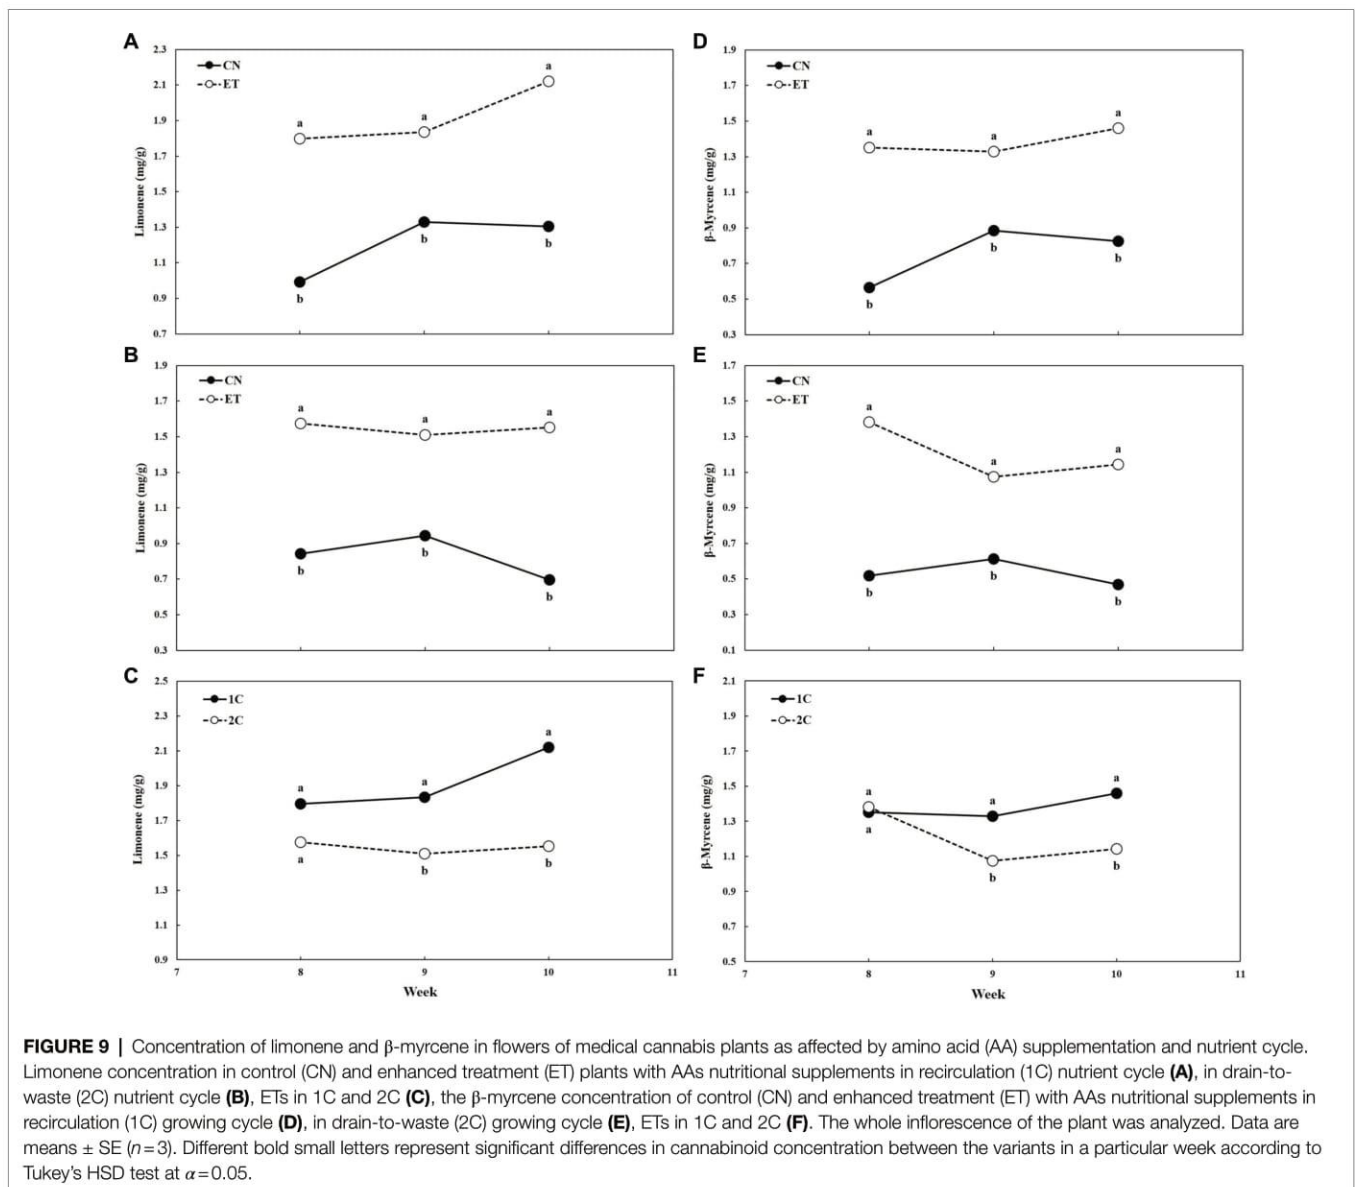 A
2.3
2.1
1.9
1.7
1.5
1.3
1.1
0.9
0.7
Limonene (mg/g)
CN
ET
a
a
a
b
b
b
D
1.9
1.7
1.5
1.3
1.1
0.9
0.7
0.5
0.3
β-Myrcene (mg/g)
CN
ET
a
a
a
b
b
b
B
1.9
1.7
1.5
1.3
1.1
0.9
0.7
0.5
0.3
Limonene (mg/g)
CN
ET
a
a
a
b
b
b
E
1.7
1.5
1.3
1.1
0.9
0.7
0.5
0.3
0.1
β-Myrcene (mg/g)
CN
ET
a
a
a
b
b
b
C
2.5
2.3
2.1
1.9
1.7
1.5
1.3
1.1
0.9
Limonene (mg/g)
1C
2C
a
a
a
a
b
b
7 8 9 10 11
Week
F
2.1
1.9
1.7
1.5
1.3
1.1
0.9
0.7
0.5
β-Myrcene (mg/g)
1C
2C
a
a
a
a
b
b
7 8 9 10 11
Week
FIGURE 9 | Concentration of limonene and β-myrcene in flowers of medical cannabis plants as affected by amino acid (AA) supplementation and nutrient cycle.
Limonene concentration in control (CN) and enhanced treatment (ET) plants with AAs nutritional supplements in recirculation (1C) nutrient cycle (A), in drain-to-
waste (2C) nutrient cycle (B), ETs in 1C and 2C (C), the β-myrcene concentration of control (CN) and enhanced treatment (ET) with AAs nutritional supplements in
recirculation (1C) growing cycle (D), in drain-to-waste (2C) growing cycle (E), ETs in 1C and 2C (F). The whole inflorescence of the plant was analyzed. Data are
means ± SE (n=3). Different bold small letters represent significant differences in cannabinoid concentration between the variants in a particular week according to
Tukey's HSD test at α=0.05.